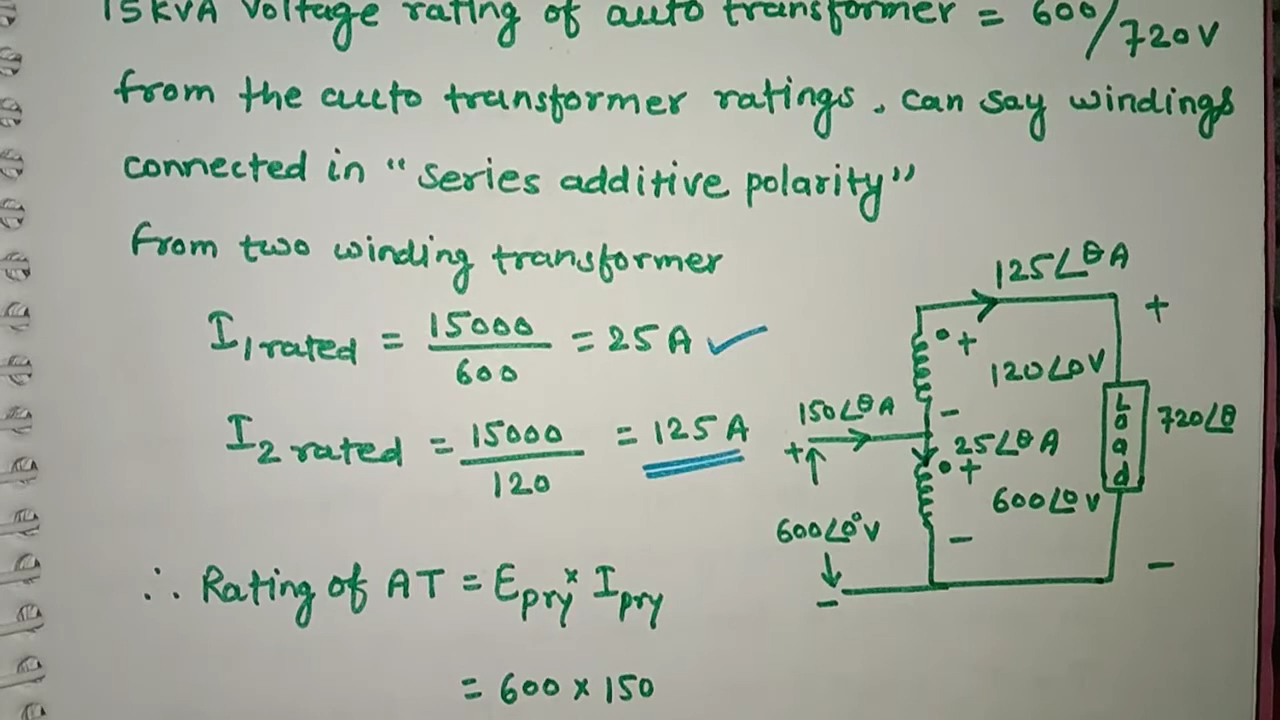 15KVA Voltage rating of auto transformer = 600/720V
from the auto transformer ratings, can say windings
connected in "series additive polarity"
From two winding transformer
I1 rated = 15000/600 = 25A ✓
I2 rated = 15000/120 = 125A
∴ Rating of AT = Epry × Ipry
= 600 × 150
125∠θA
+
+
120∠0V
150∠θA
−
Load
720∠θ
+
25∠θA
+
600∠0V
600∠0°V
−
−
−